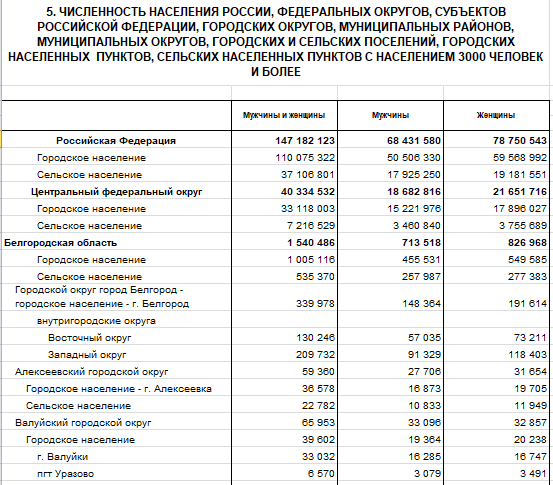 5. ЧИСЛЕННОСТЬ НАСЕЛЕНИЯ РОССИИ, ФЕДЕРАЛЬНЫХ ОКРУГОВ, СУБЪЕКТОВ
РОССИЙСКОЙ ФЕДЕРАЦИИ, ГОРОДСКИХ ОКРУГОВ, МУНИЦИПАЛЬНЫХ РАЙОНОВ,
МУНИЦИПАЛЬНЫХ ОКРУГОВ, ГОРОДСКИХ И СЕЛЬСКИХ ПОСЕЛЕНИЙ, ГОРОДСКИХ
НАСЕЛЕННЫХ ПУНКТОВ, СЕЛЬСКИХ НАСЕЛЕННЫХ ПУНКТОВ С НАСЕЛЕНИЕМ 3000 ЧЕЛОВЕК
И БОЛЕЕ
Мужчины и женщины Мужчины Женщины
Российская Федерация 147 182 123 68 431 580 78 750 543
Городское население 110 075 322 50 506 330 59 568 992
Сельское население 37 106 801 17 925 250 19 181 551
Центральный федеральный округ 40 334 532 18 682 816 21 651 716
Городское население 33 118 003 15 221 976 17 896 027
Сельское население 7 216 529 3 460 840 3 755 689
Белгородская область 1 540 486 713 518 826 968
Городское население 1 005 116 455 531 549 585
Сельское население 535 370 257 987 277 383
Городской округ город Белгород -
городское население - г. Белгород 339 978 148 364 191 614
внутригородские округа
Восточный округ 130 246 57 035 73 211
Западный округ 209 732 91 329 118 403
Алексеевский городской округ 59 360 27 706 31 654
Городское население - г. Алексеевка 36 578 16 873 19 705
Сельское население 22 782 10 833 11 949
Валуйский городской округ 65 953 33 096 32 857
Городское население 39 602 19 364 20 238
г. Валуйки 33 032 16 285 16 747
пгт Уразово 6 570 3 079 3 491